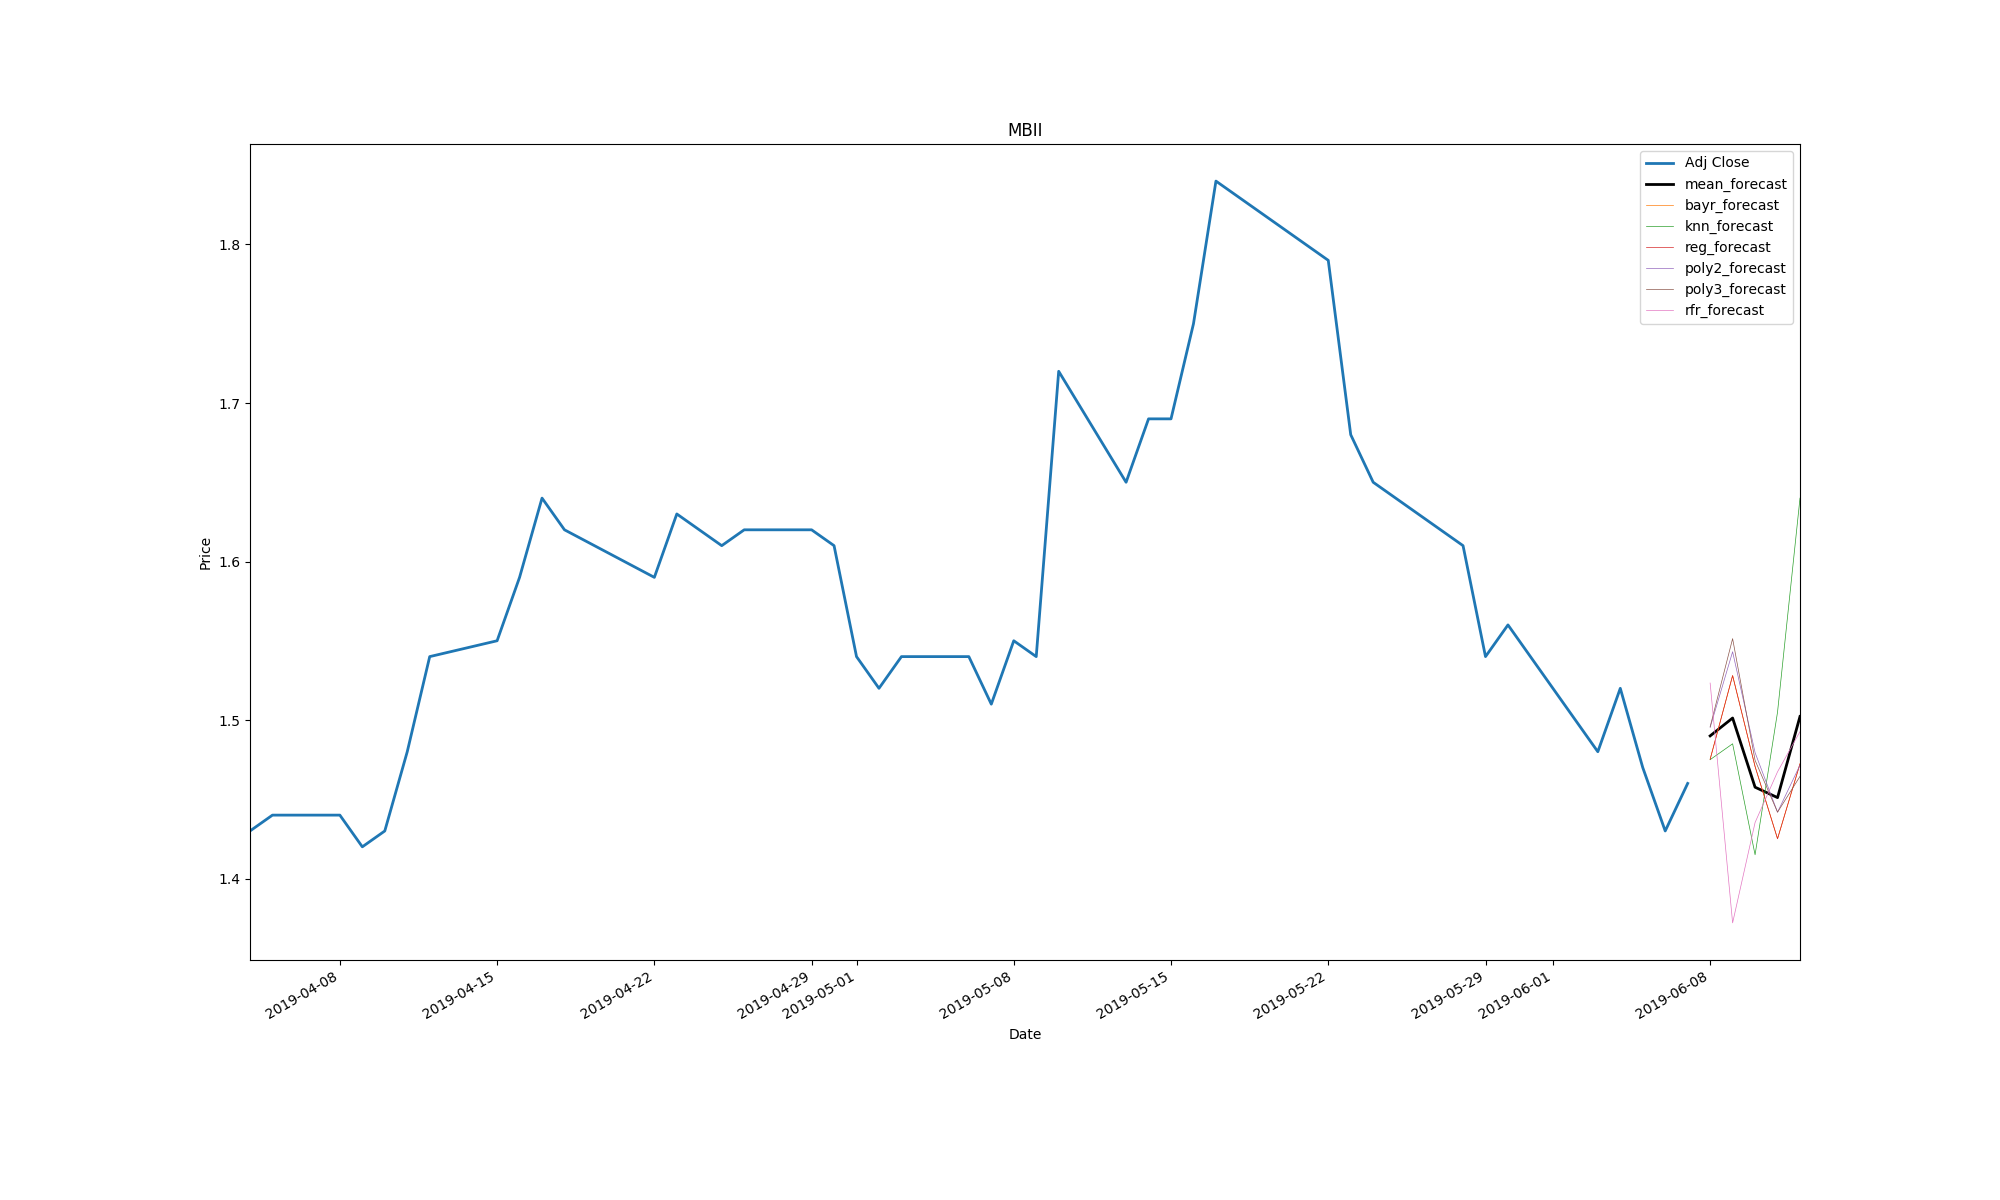 MBII
Adj Close
mean_forecast
bayr_forecast
knn_forecast
reg_forecast
poly2_forecast
poly3_forecast
rfr_forecast
1.8
1.7
1.6
1.5
1.4
Price
2019-04-08
2019-04-15
2019-04-22
2019-04-29
2019-05-01
2019-05-08
2019-05-15
2019-05-22
2019-05-29
2019-06-01
2019-06-08
Date